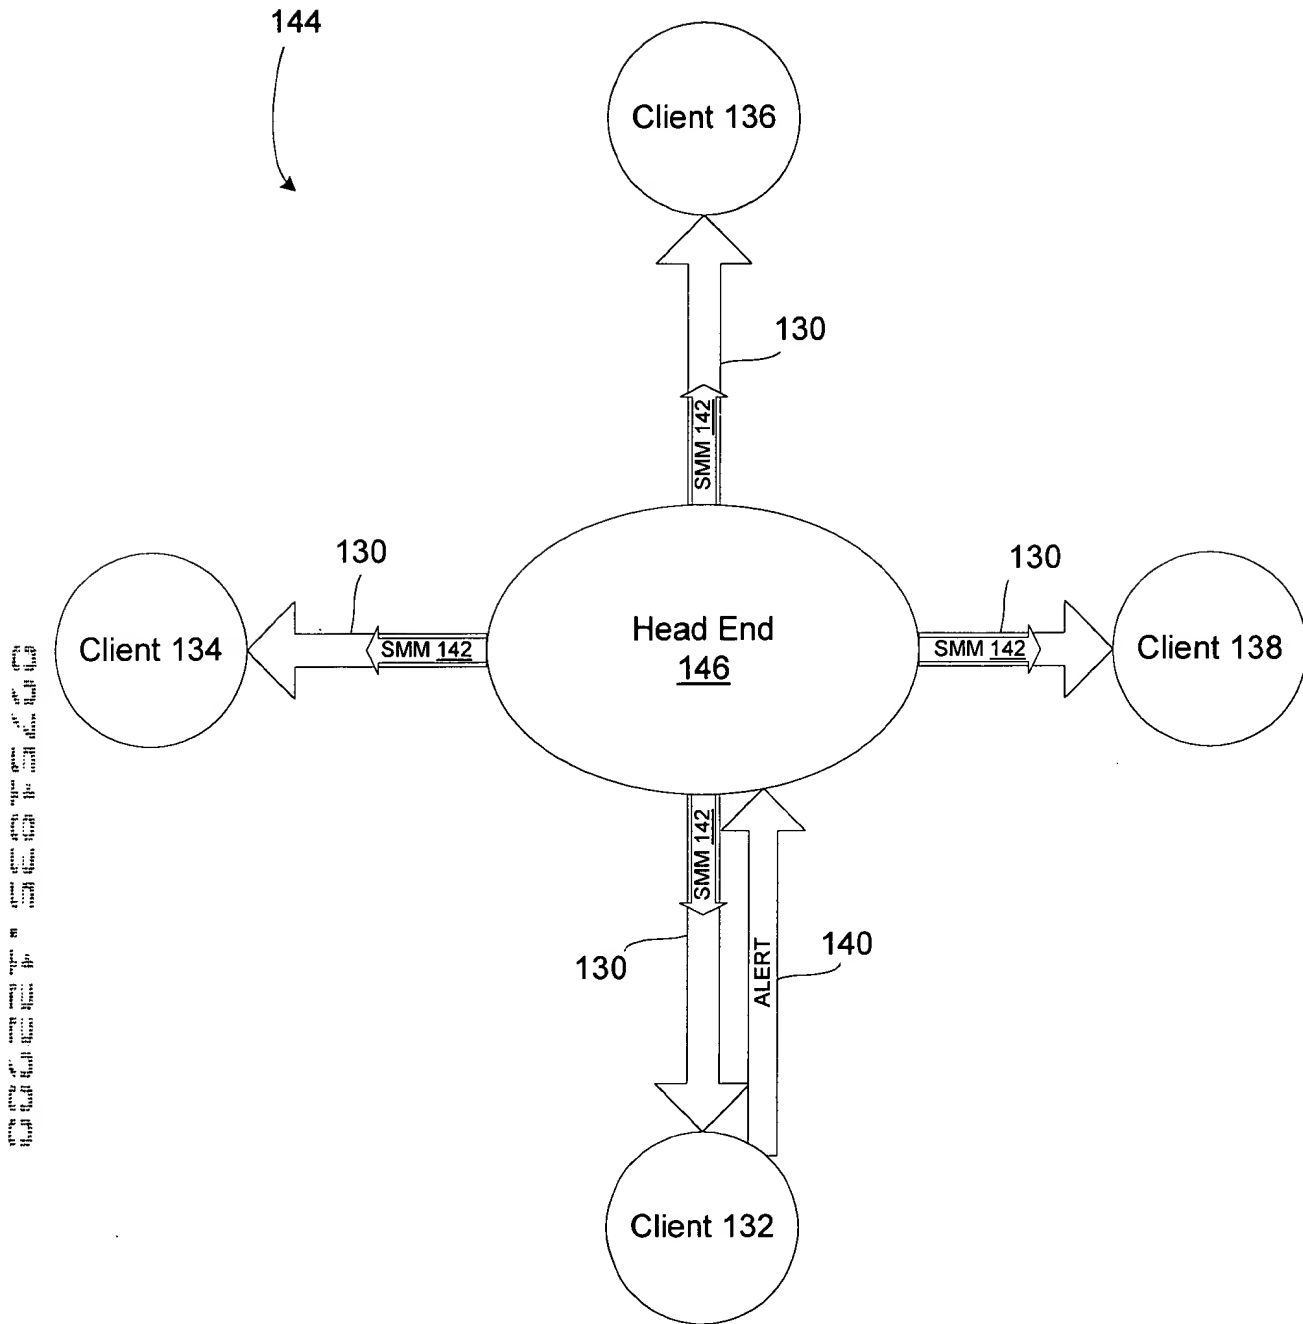 144
Client 136
130
SMM 142
130
130
Client 134
SMM 142
Head End
146
SMM 142
Client 138
SMM 142
130
ALERT
140
Client 132